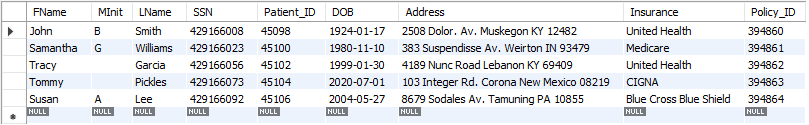 FName MInit LName SSN Patient_ID DOB Address Insurance Policy_ID
John B Smith 429166008 45098 1924-01-17 2508 Dolor. Av. Muskegon KY 12482 United Health 394860
Samantha G Williams 429166023 45100 1980-11-10 383 Suspendisse Av. Weirton IN 93479 Medicare 394861
Tracy Garcia 429166056 45102 1999-01-30 4189 Nunc Road Lebanon KY 69409 United Health 394862
Tommy Pickles 429166073 45104 2020-07-01 103 Integer Rd. Corona New Mexico 08219 CIGNA 394863
Susan A Lee 429166092 45106 2004-05-27 8679 Sodales Av. Tamuning PA 10855 Blue Cross Blue Shield 394864
NULL NULL NULL NULL NULL NULL NULL NULL NULL